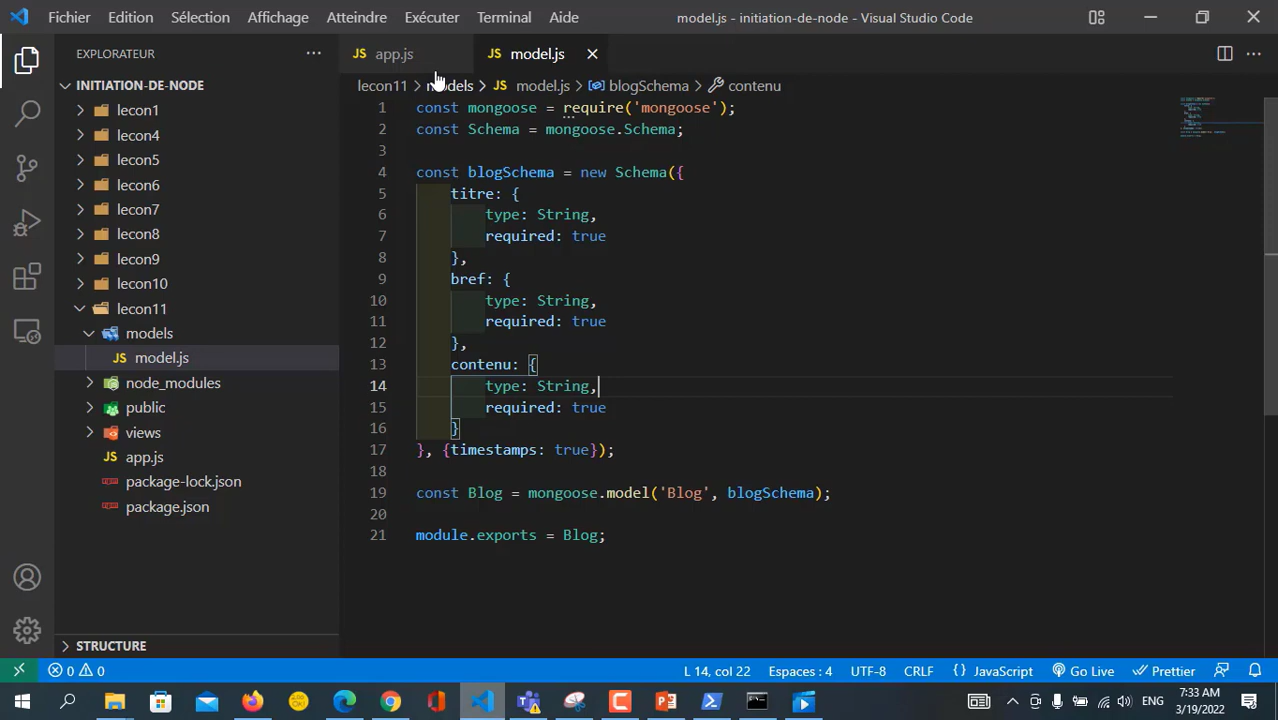 Fichier Edition Sélection Affichage Atteindre Exécuter Terminal Aide model.js - initiation-de-node - Visual Studio Code
EXPLORATEUR
INITIATION-DE-NODE
lecon1
lecon4
lecon5
lecon6
lecon7
lecon8
lecon9
lecon10
lecon11
models
JS model.js
node_modules
public
views
JS app.js
package-lock.json
package.json
STRUCTURE
JS app.js JS model.js
lecon11 > models > JS model.js > blogSchema > contenu
1 const mongoose = require('mongoose');
2 const Schema = mongoose.Schema;
3
4 const blogSchema = new Schema({
5 titre: {
6 type: String,
7 required: true
8 },
9 bref: {
10 type: String,
11 required: true
12 },
13 contenu: {
14 type: String,
15 required: true
16 }
17 }, {timestamps: true});
18
19 const Blog = mongoose.model('Blog', blogSchema);
20
21 module.exports = Blog;
0 0 L 14, col 22 Espaces : 4 UTF-8 CRLF {} JavaScript Go Live Prettier
ENG 7:33 AM
3/19/2022